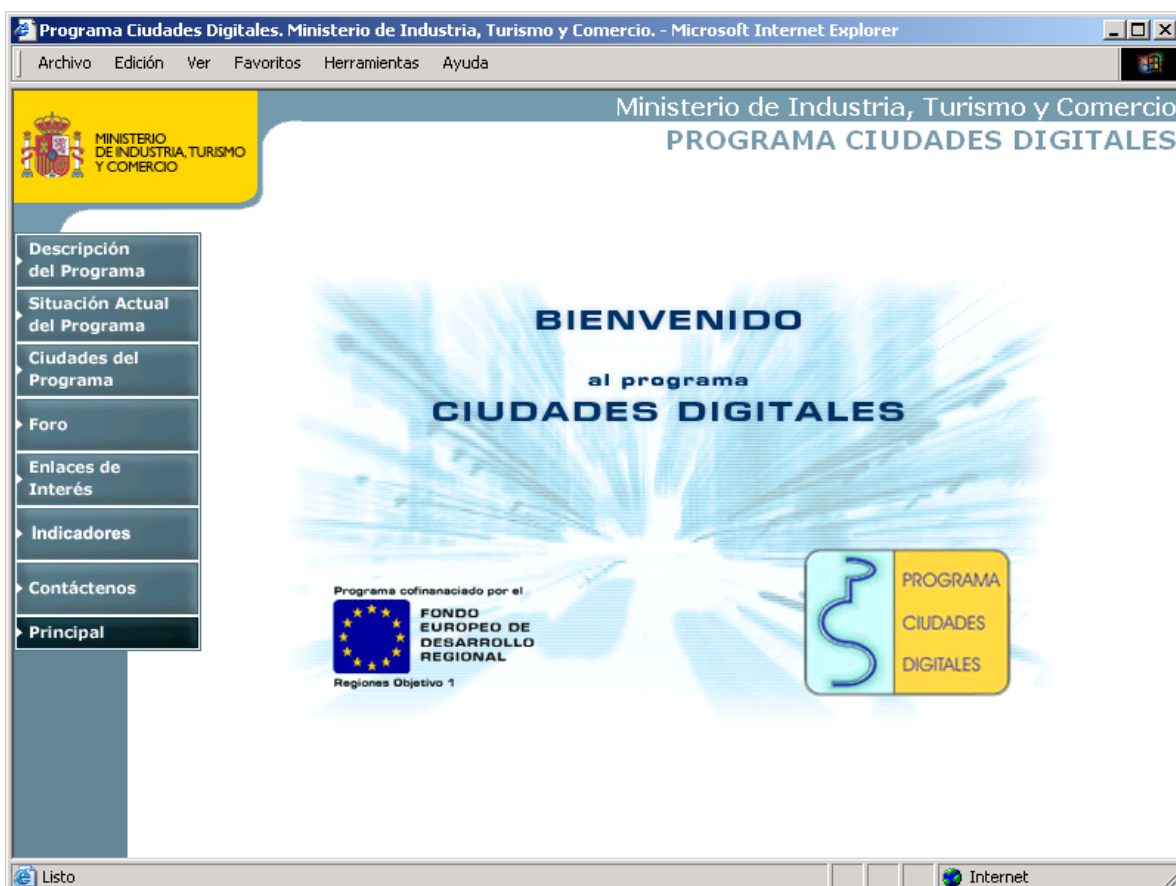 Programa Ciudades Digitales. Ministerio de Industria, Turismo y Comercio. - Microsoft Internet Explorer
Archivo Edición Ver Favoritos Herramientas Ayuda
Ministerio de Industria, Turismo y Comercio
PROGRAMA CIUDADES DIGITALES
MINISTERIO
DE INDUSTRIA, TURISMO
Y COMERCIO
Descripción
del Programa
Situación Actual
del Programa
Ciudades del
Programa
Foro
Enlaces de
Interés
Indicadores
Contáctenos
Principal
BIENVENIDO
al programa
CIUDADES DIGITALES
Programa cofinanaciado por el
FONDO
EUROPEO DE
DESARROLLO
REGIONAL
Regiones Objetivo 1
PROGRAMA
CIUDADES
DIGITALES
Listo
Internet